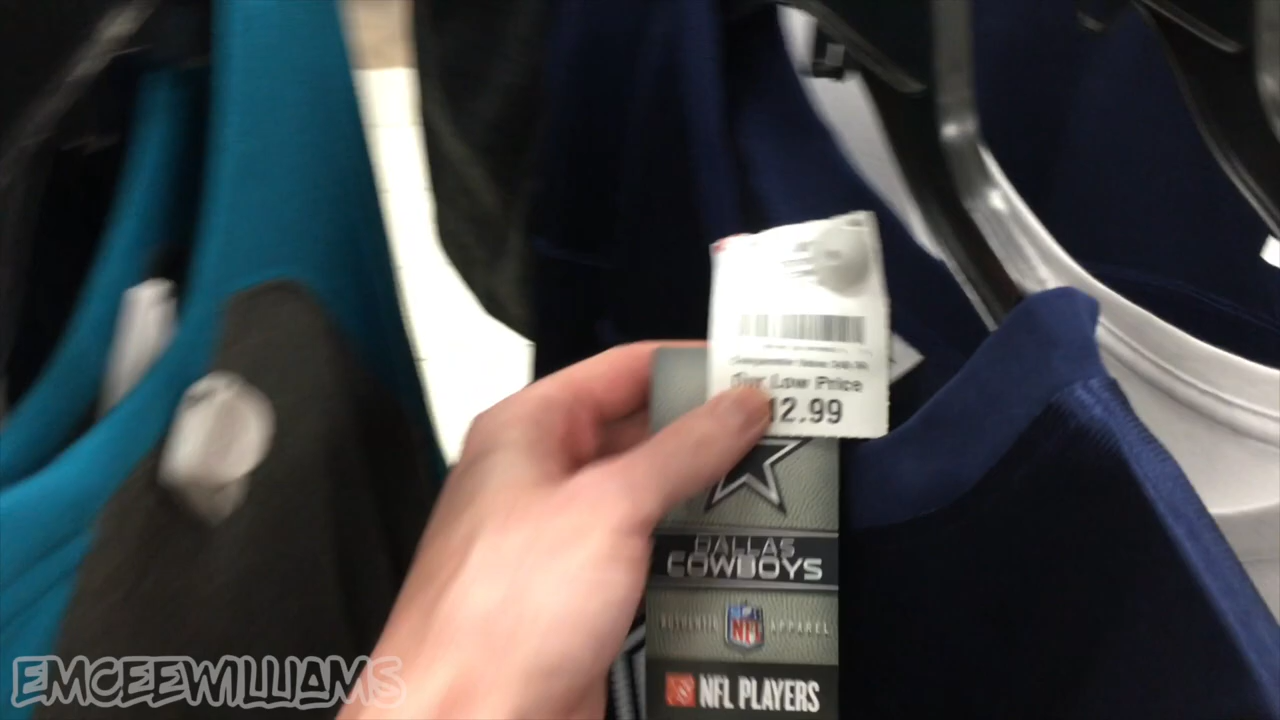 Our Low Price
12.99
DALLAS
COWBOYS
AUTHENTIC NFL APPAREL
NFL PLAYERS
EMCEEWILLIAMS